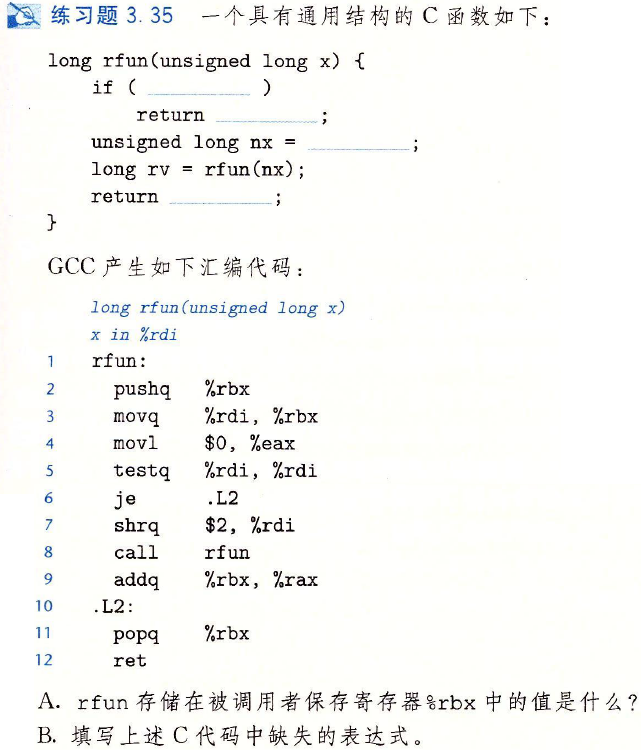 练习题 3.35 一个具有通用结构的 C 函数如下：
long rfun(unsigned long x) {
if ( __________ )
return __________;
unsigned long nx = __________;
long rv = rfun(nx);
return __________;
}
GCC 产生如下汇编代码：
long rfun(unsigned long x)
x in %rdi
1 rfun:
2 pushq %rbx
3 movq %rdi, %rbx
4 movl $0, %eax
5 testq %rdi, %rdi
6 je .L2
7 shrq $2, %rdi
8 call rfun
9 addq %rbx, %rax
10 .L2:
11 popq %rbx
12 ret
A. rfun 存储在被调用者保存寄存器%rbx 中的值是什么？
B. 填写上述 C 代码中缺失的表达式。